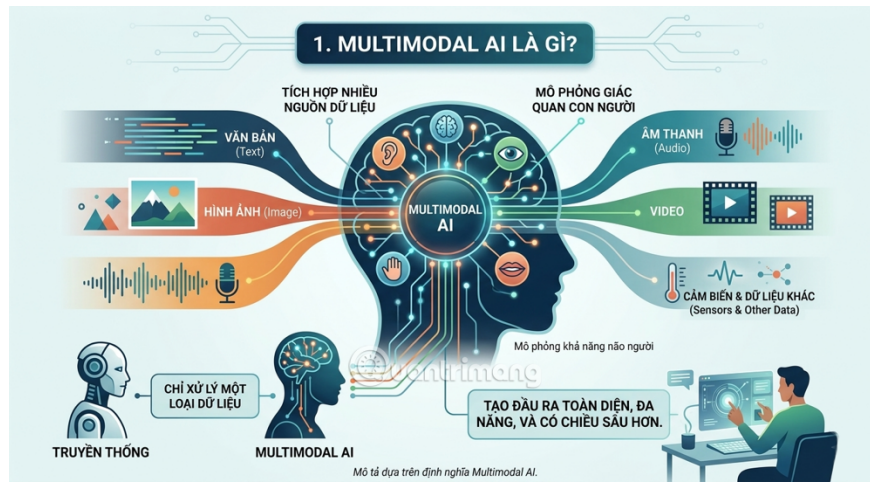 1. MULTIMODAL AI LÀ GÌ?
TÍCH HỢP NHIỀU
NGUỒN DỮ LIỆU
MÔ PHỎNG GIÁC
QUAN CON NGƯỜI
VĂN BẢN
(Text)
HÌNH ẢNH (Image)
MULTIMODAL
AI
ÂM THANH
(Audio)
VIDEO
CẢM BIẾN & DỮ LIỆU KHÁC
(Sensors & Other Data)
Mô phỏng khả năng não người
Quantrimang
CHỈ XỬ LÝ MỘT
LOẠI DỮ LIỆU
TRUYỀN THỐNG
MULTIMODAL AI
TẠO ĐẦU RA TOÀN DIỆN, ĐA
NĂNG, VÀ CÓ CHIỀU SÂU HƠN.
Mô tả dựa trên định nghĩa Multimodal AI.